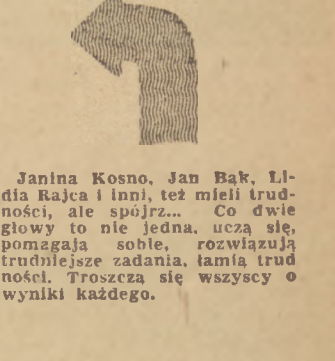 Janina Kosno, Jan Bąk, Li-
dia Rajca i inni, też mieli trud-
ności, ale spójrz... Co dwie
głowy to nie jedna, uczą się,
pomagają sobie, rozwiązują
trudniejsze zadania, łamią trud
ności. Troszczą się wszyscy o
wyniki każdego.